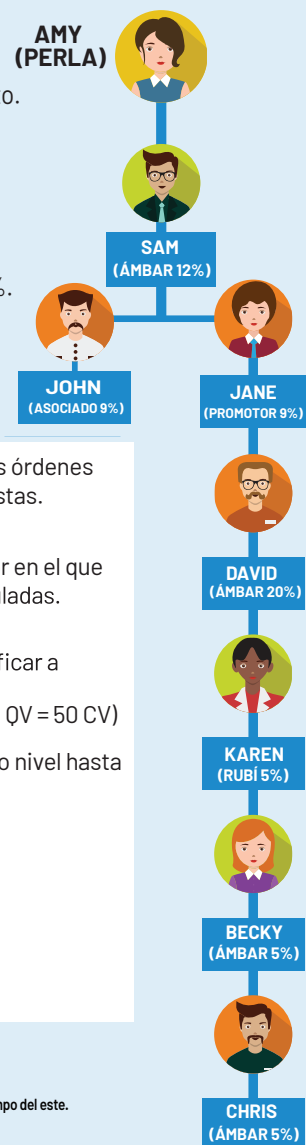 AMY
(PERLA)
SAM
(ÁMBAR 12%)
JOHN
(ASOCIADO 9%)
JANE
(PROMOTOR 9%)
s órdenes
stas.
DAVID
(ÁMBAR 20%)
r en el que
uladas.
ficar a
QV = 50 CV)
KAREN
(RUBÍ 5%)
o nivel hasta
BECKY
(ÁMBAR 5%)
CHRIS
(ÁMBAR 5%)
mpo del este.